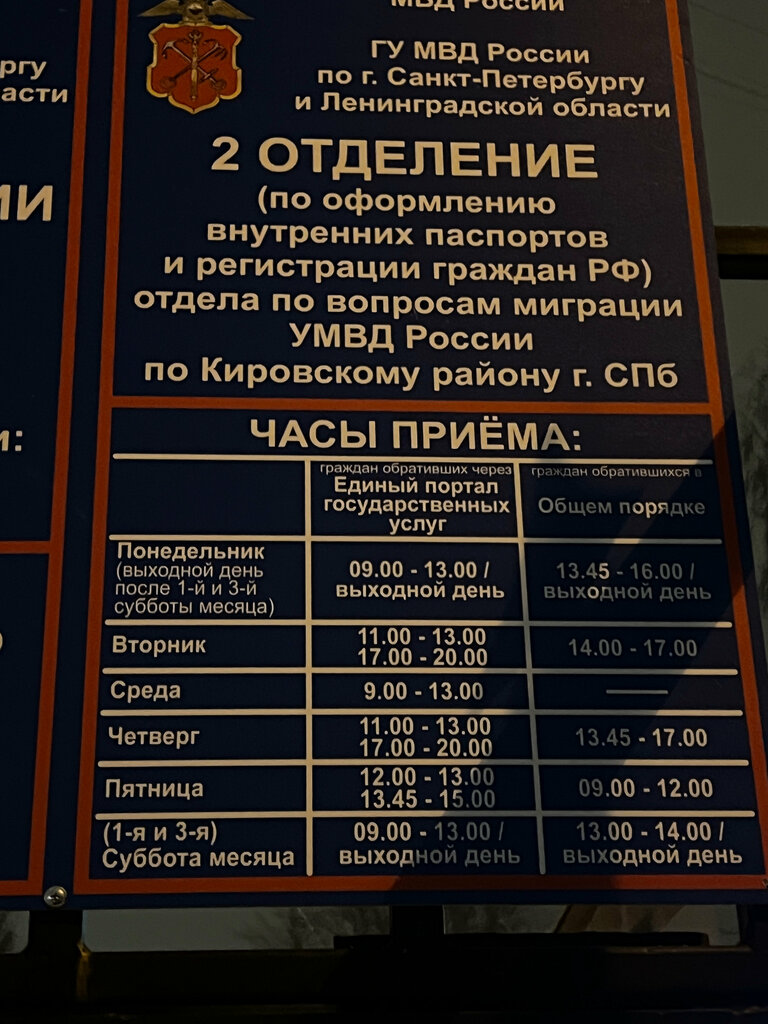 МВД России
ГУ МВД России
по г. Санкт-Петербургу
и Ленинградской области
2 ОТДЕЛЕНИЕ
(по оформлению
внутренних паспортов
и регистрации граждан РФ)
отдела по вопросам миграции
УМВД России
по Кировскому району г. СПб
ргу
асти
ИИ
и:
ЧАСЫ ПРИЁМА:
граждан обративших через
Единый портал
государственных
услуг
граждан обратившихся в
Общем порядке
Понедельник
(выходной день
после 1-й и 3-й
субботы месяца)
09.00 - 13.00 /
выходной день
13.45 - 16.00 /
выходной день
Вторник
11.00 - 13.00
17.00 - 20.00
14.00 - 17.00
Среда
9.00 - 13.00
——
Четверг
11.00 - 13.00
17.00 - 20.00
13.45 - 17.00
Пятница
12.00 - 13.00
13.45 - 15.00
09.00 - 12.00
(1-я и 3-я)
Суббота месяца
09.00 - 13.00 /
выходной день
13.00 - 14.00 /
выходной день